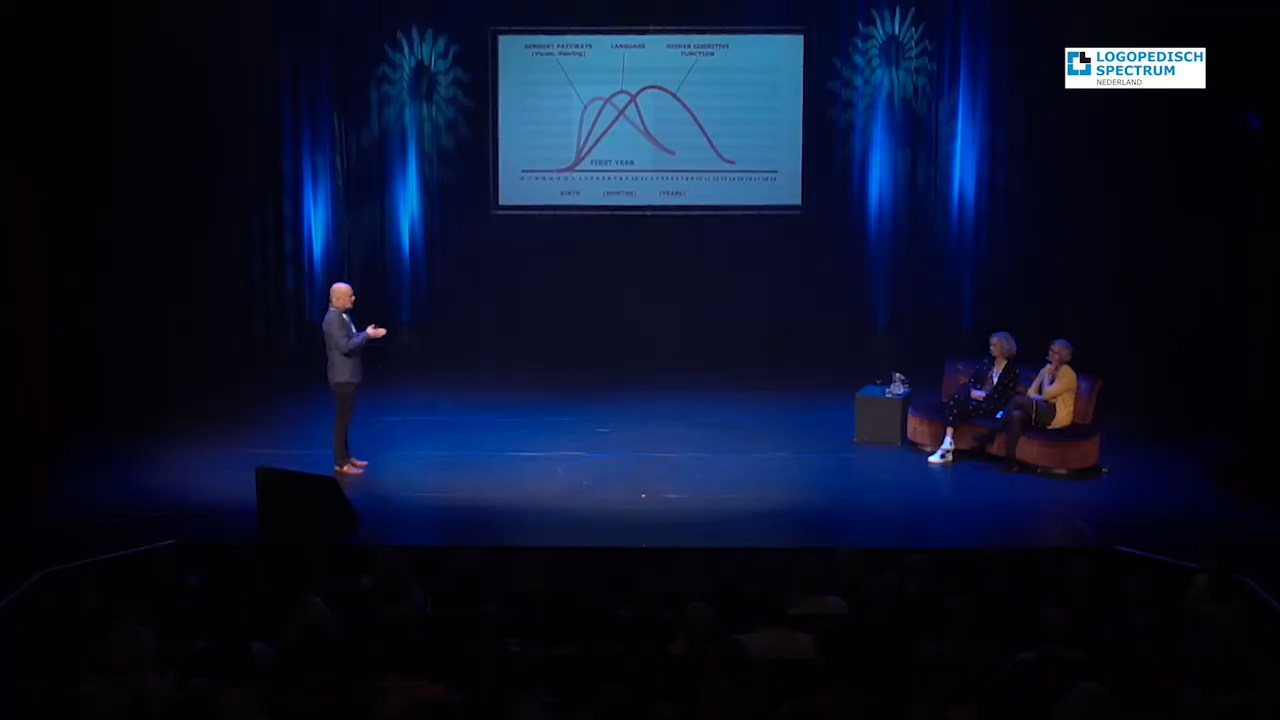 SENSORY PATHWAYS
(Vision, Hearing)
LANGUAGE
HIGHER COGNITIVE
FUNCTION
FIRST YEAR
BIRTH
(MONTHS)
(YEARS)
LOGOPEDISCH
SPECTRUM
NEDERLAND